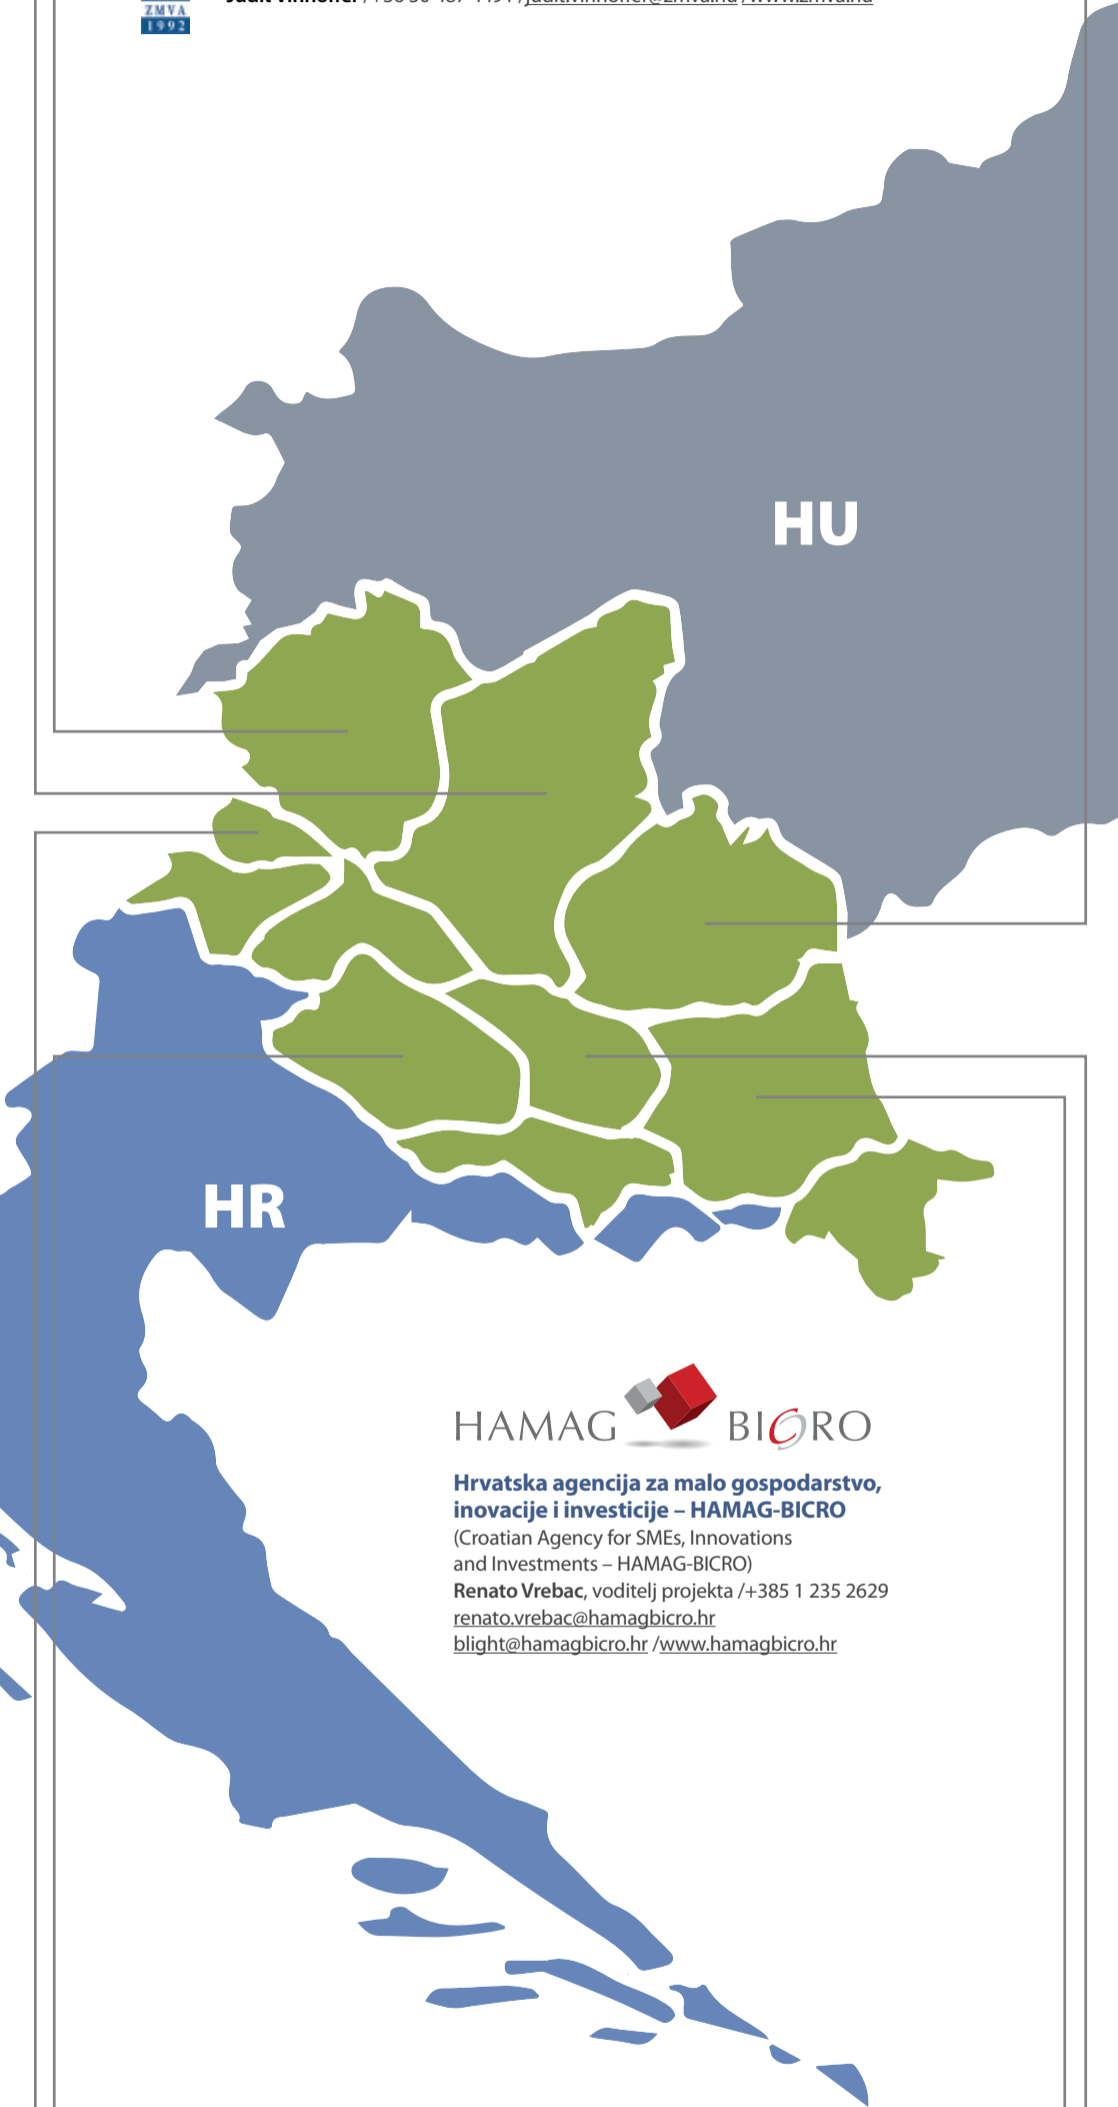 ZMVA
1992
HU
HR
HAMAG BICRO
Hrvatska agencija za malo gospodarstvo,
inovacije i investicije – HAMAG-BICRO
(Croatian Agency for SMEs, Innovations
and Investments – HAMAG-BICRO)
Renato Vrebac, voditelj projekta /+385 1 235 2629
renato.vrebac@hamagbicro.hr
blight@hamagbicro.hr /www.hamagbicro.hr